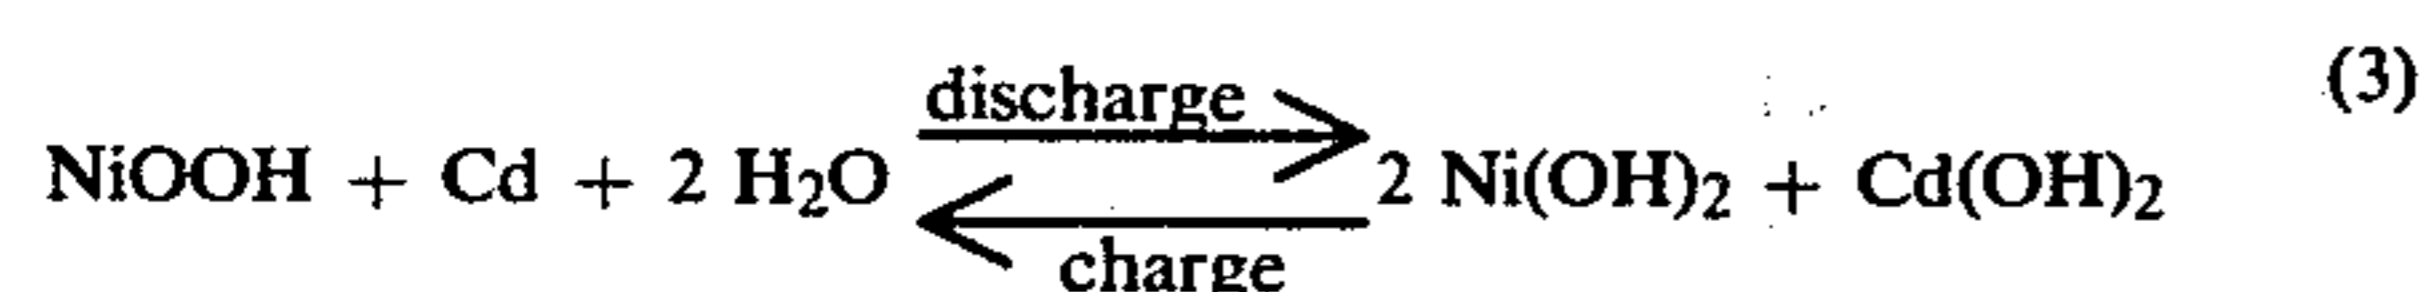 (3)
discharge
NiOOH + Cd + 2 H₂O ⇄ 2 Ni(OH)₂ + Cd(OH)₂
charge